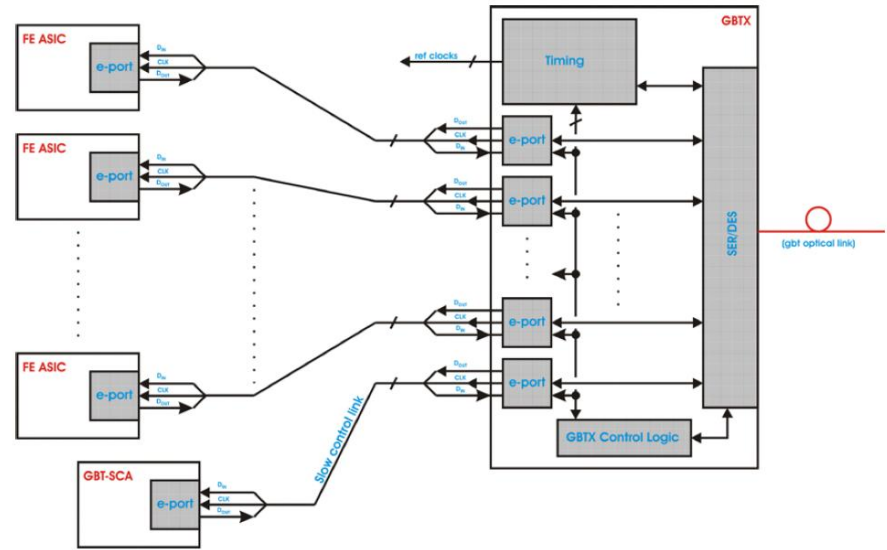 FE ASIC
e-port
DIN
CLK
DOUT
FE ASIC
e-port
DIN
CLK
DOUT
FE ASIC
e-port
DIN
CLK
DOUT
GBT-SCA
e-port
DIN
CLK
DOUT
Slow control link
GBTX
ref clocks
Timing
DOUT
CLK
DIN
e-port
DOUT
CLK
DIN
e-port
DOUT
CLK
DIN
e-port
DOUT
CLK
DIN
e-port
GBTX Control Logic
SER/DES
(gbt optical link)